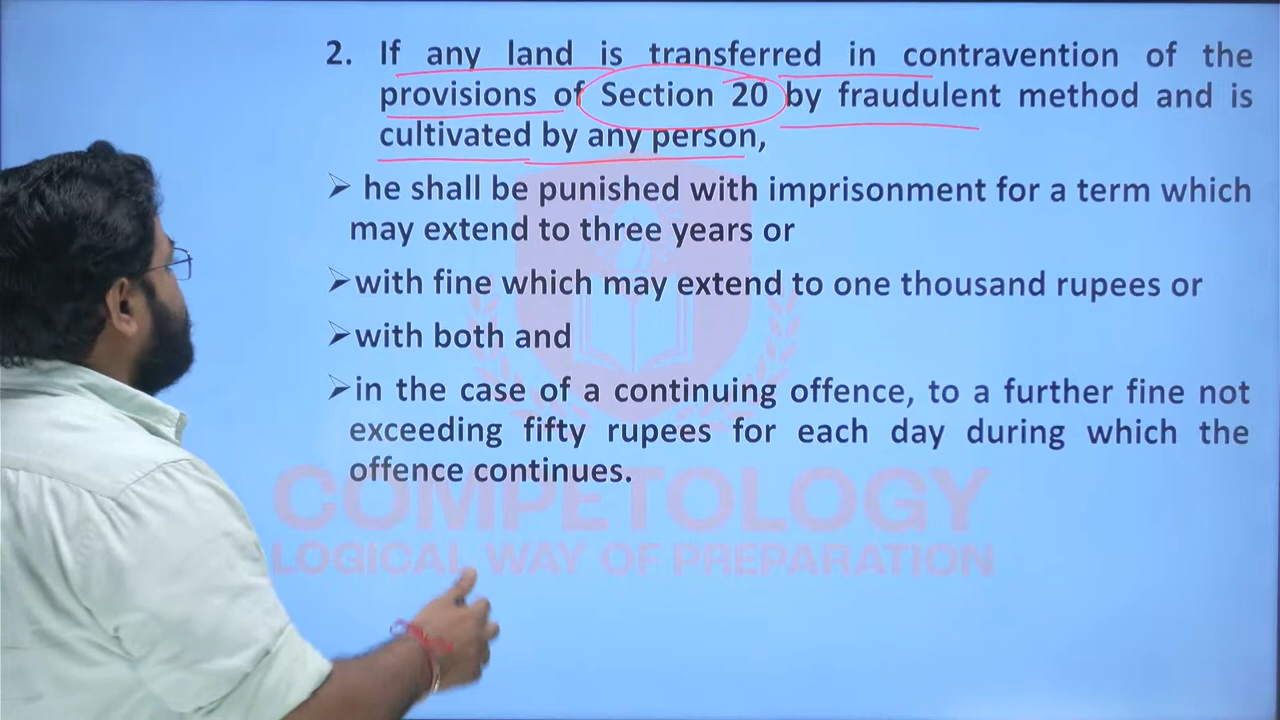 2. If any land is transferred in contravention of the
provisions of Section 20 by fraudulent method and is
cultivated by any person,
➢ he shall be punished with imprisonment for a term which
may extend to three years or
➢with fine which may extend to one thousand rupees or
➢with both and
➢in the case of a continuing offence, to a further fine not
exceeding fifty rupees for each day during which the
offence continues.
COMPETOLOGY
LOGICAL WAY OF PREPARATION